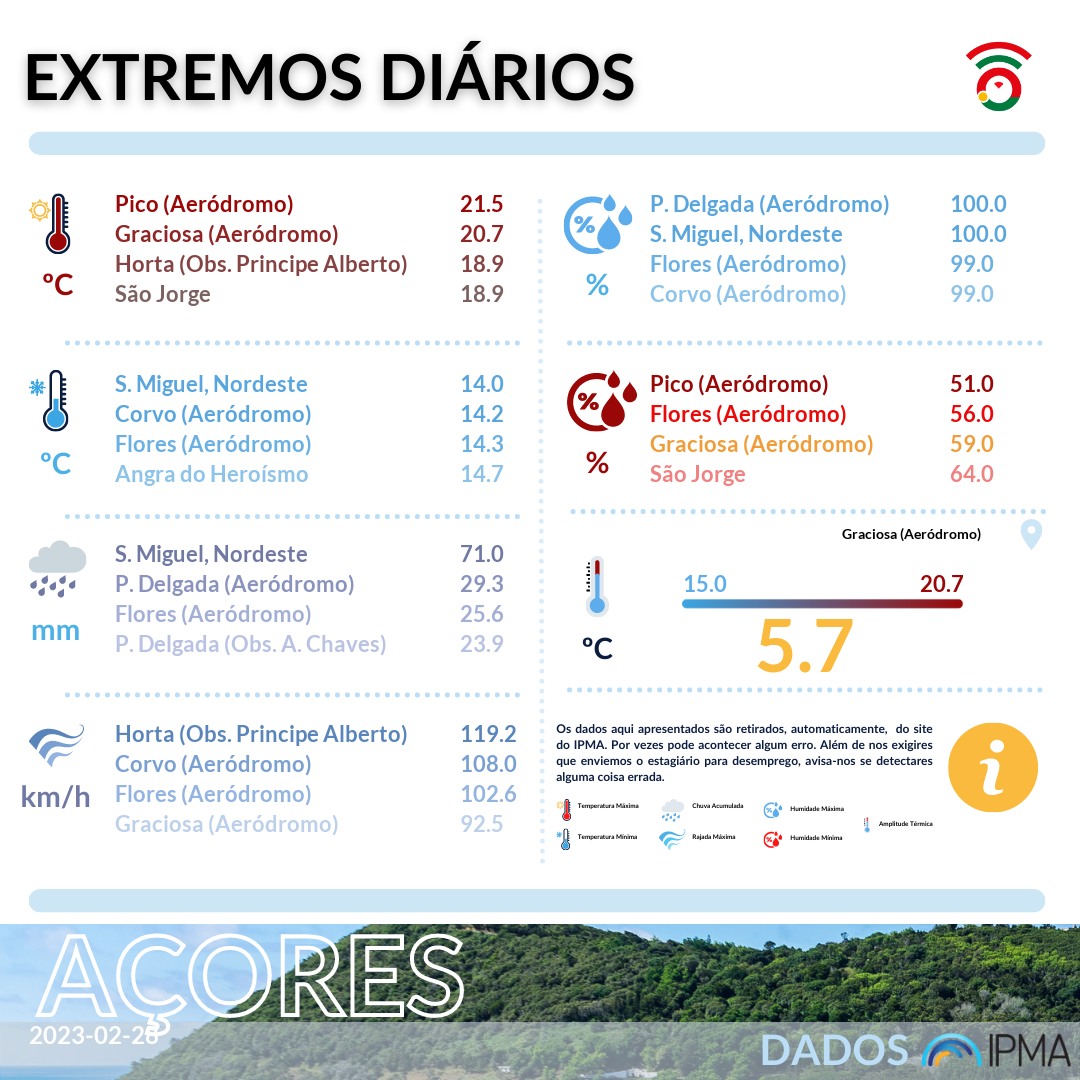 EXTREMOS DIÁRIOS
Pico (Aeródromo) 21.5
Graciosa (Aeródromo) 20.7
Horta (Obs. Principe Alberto) 18.9
São Jorge 18.9
ºC
S. Miguel, Nordeste 14.0
Corvo (Aeródromo) 14.2
Flores (Aeródromo) 14.3
Angra do Heroísmo 14.7
ºC
S. Miguel, Nordeste 71.0
P. Delgada (Aeródromo) 29.3
Flores (Aeródromo) 25.6
P. Delgada (Obs. A. Chaves) 23.9
mm
Horta (Obs. Principe Alberto) 119.2
Corvo (Aeródromo) 108.0
Flores (Aeródromo) 102.6
Graciosa (Aeródromo) 92.5
km/h
%
P. Delgada (Aeródromo) 100.0
S. Miguel, Nordeste 100.0
Flores (Aeródromo) 99.0
Corvo (Aeródromo) 99.0
%
%
Pico (Aeródromo) 51.0
Flores (Aeródromo) 56.0
Graciosa (Aeródromo) 59.0
São Jorge 64.0
%
Graciosa (Aeródromo)
15.0 20.7
5.7
ºC
Os dados aqui apresentados são retirados, automaticamente, do site
do IPMA. Por vezes pode acontecer algum erro. Além de nos exigires
que enviemos o estagiário para desemprego, avisa-nos se detectares
alguma coisa errada.
i
Temperatura Máxima Chuva Acumulada Humidade Máxima
Amplitude Térmica
Temperatura Mínima Rajada Máxima Humidade Mínima
AÇORES
2023-02-28
DADOS IPMA